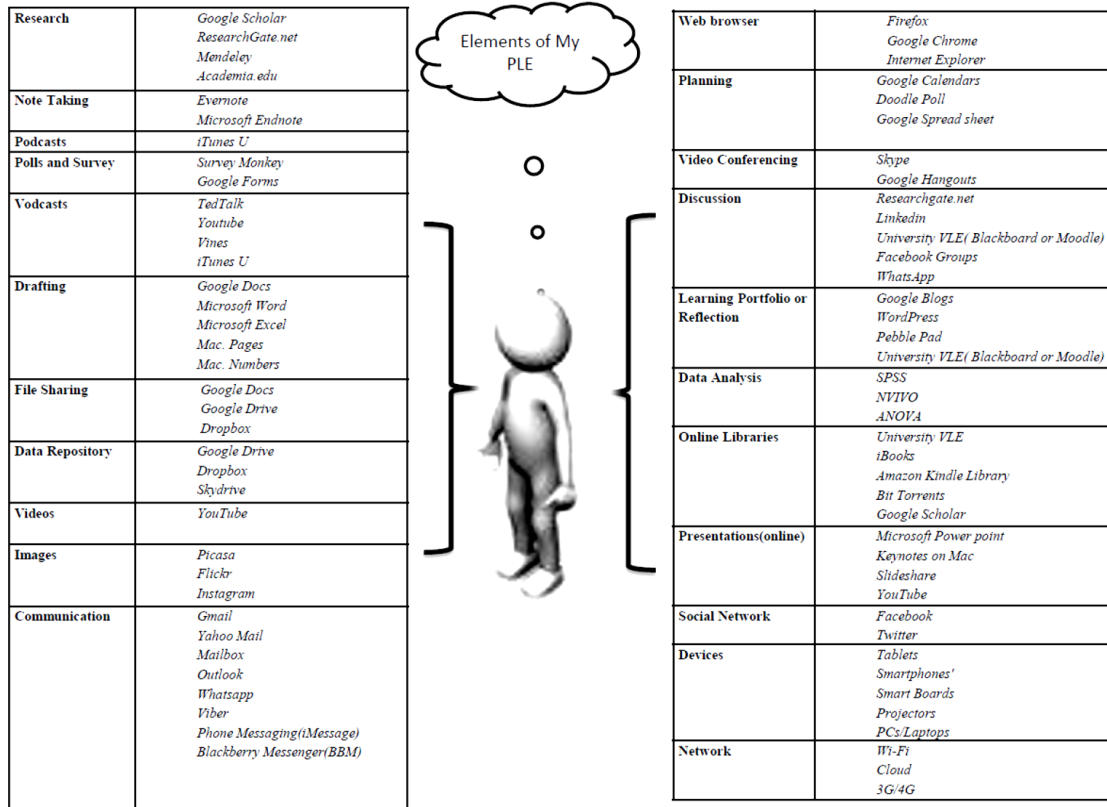 Research Google Scholar
ResearchGate.net
Mendeley
Academia.edu
Note Taking Evernote
Microsoft Endnote
Podcasts iTunes U
Polls and Survey Survey Monkey
Google Forms
Vodcasts TedTalk
Youtube
Vines
iTunes U
Drafting Google Docs
Microsoft Word
Microsoft Excel
Mac. Pages
Mac. Numbers
File Sharing Google Docs
Google Drive
Dropbox
Data Repository Google Drive
Dropbox
Skydrive
Videos YouTube
Images Picasa
Flickr
Instagram
Communication Gmail
Yahoo Mail
Mailbox
Outlook
Whatsapp
Viber
Phone Messaging(iMessage)
Blackberry Messenger(BBM)
Elements of My
PLE
Web browser Firefox
Google Chrome
Internet Explorer
Planning Google Calendars
Doodle Poll
Google Spread sheet
Video Conferencing Skype
Google Hangouts
Discussion Researchgate.net
Linkedin
University VLE( Blackboard or Moodle)
Facebook Groups
WhatsApp
Learning Portfolio or Google Blogs
Reflection WordPress
Pebble Pad
University VLE( Blackboard or Moodle)
Data Analysis SPSS
NVIVO
ANOVA
Online Libraries University VLE
iBooks
Amazon Kindle Library
Bit Torrents
Google Scholar
Presentations(online) Microsoft Power point
Keynotes on Mac
Slideshare
YouTube
Social Network Facebook
Twitter
Devices Tablets
Smartphones'
Smart Boards
Projectors
PCs/Laptops
Network Wi-Fi
Cloud
3G/4G